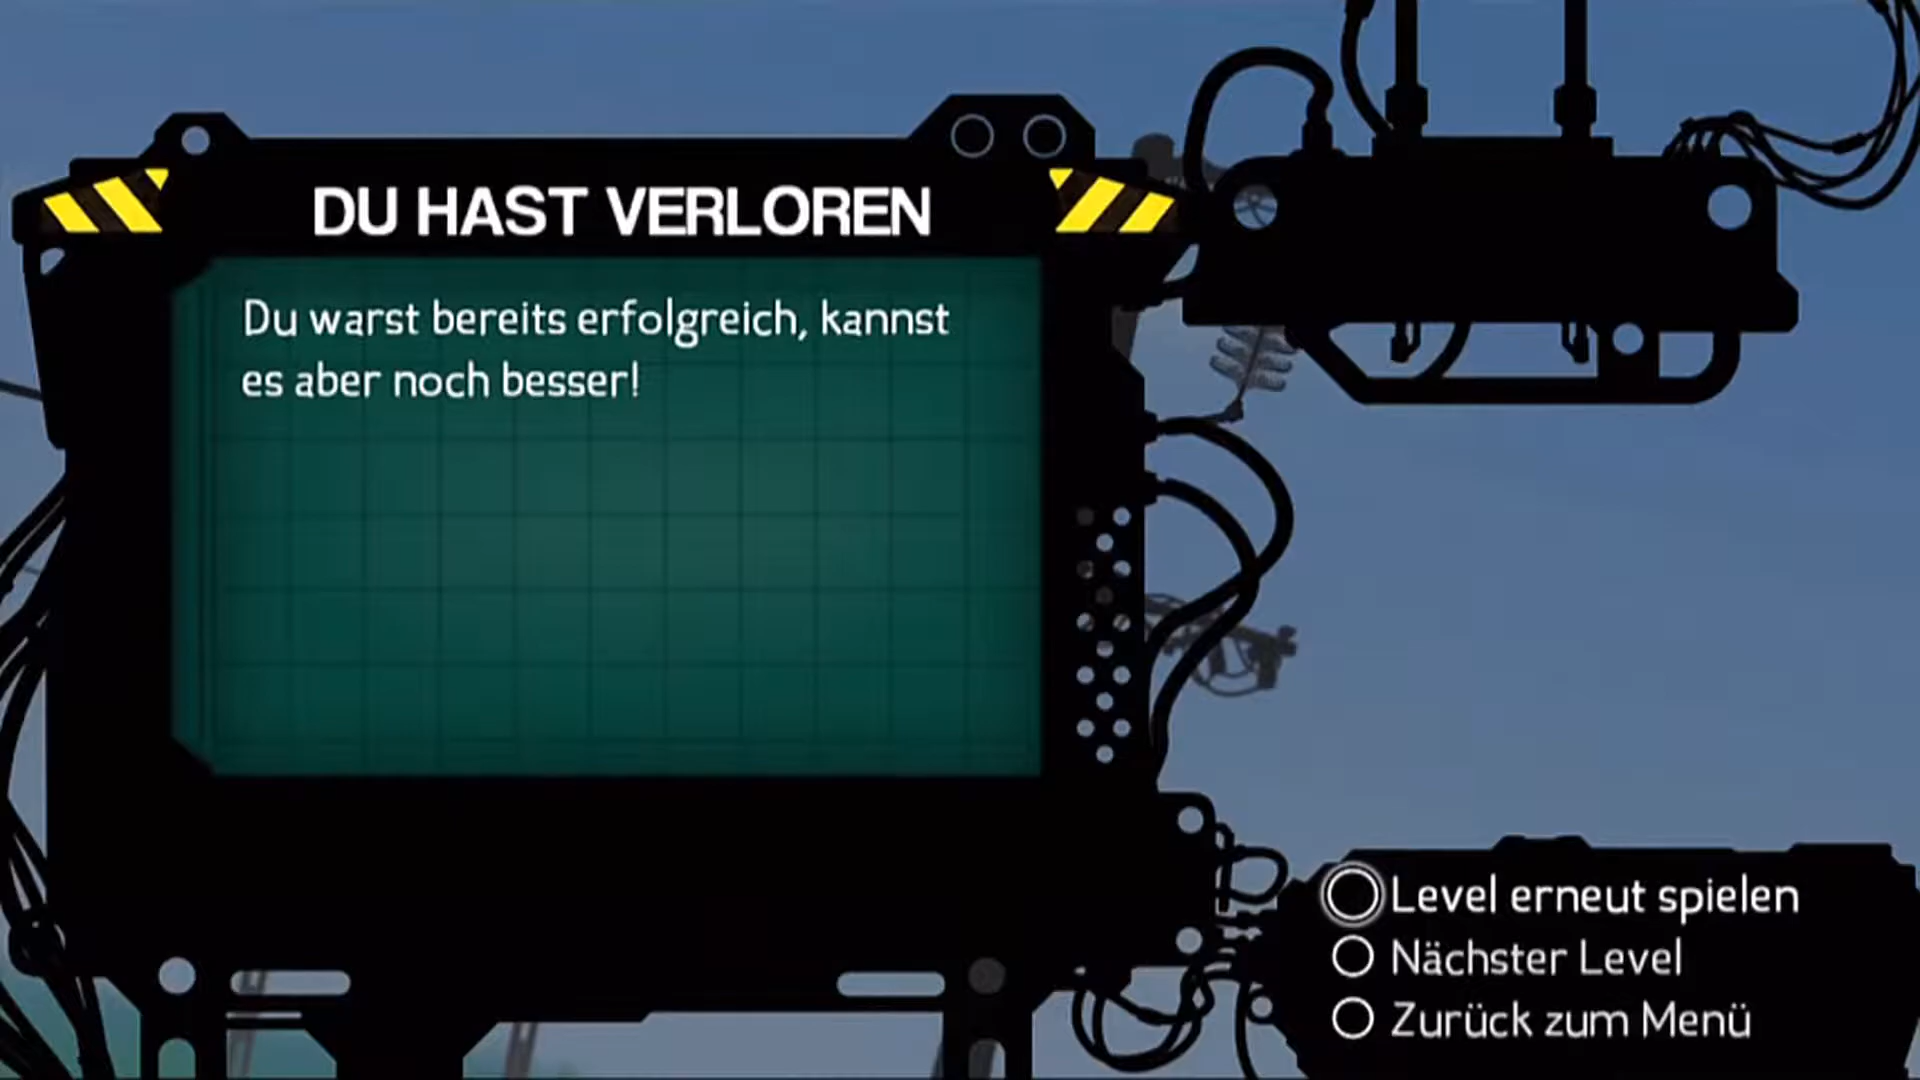 DU HAST VERLOREN
Du warst bereits erfolgreich, kannst
es aber noch besser!
Level erneut spielen
Nächster Level
Zurück zum Menü